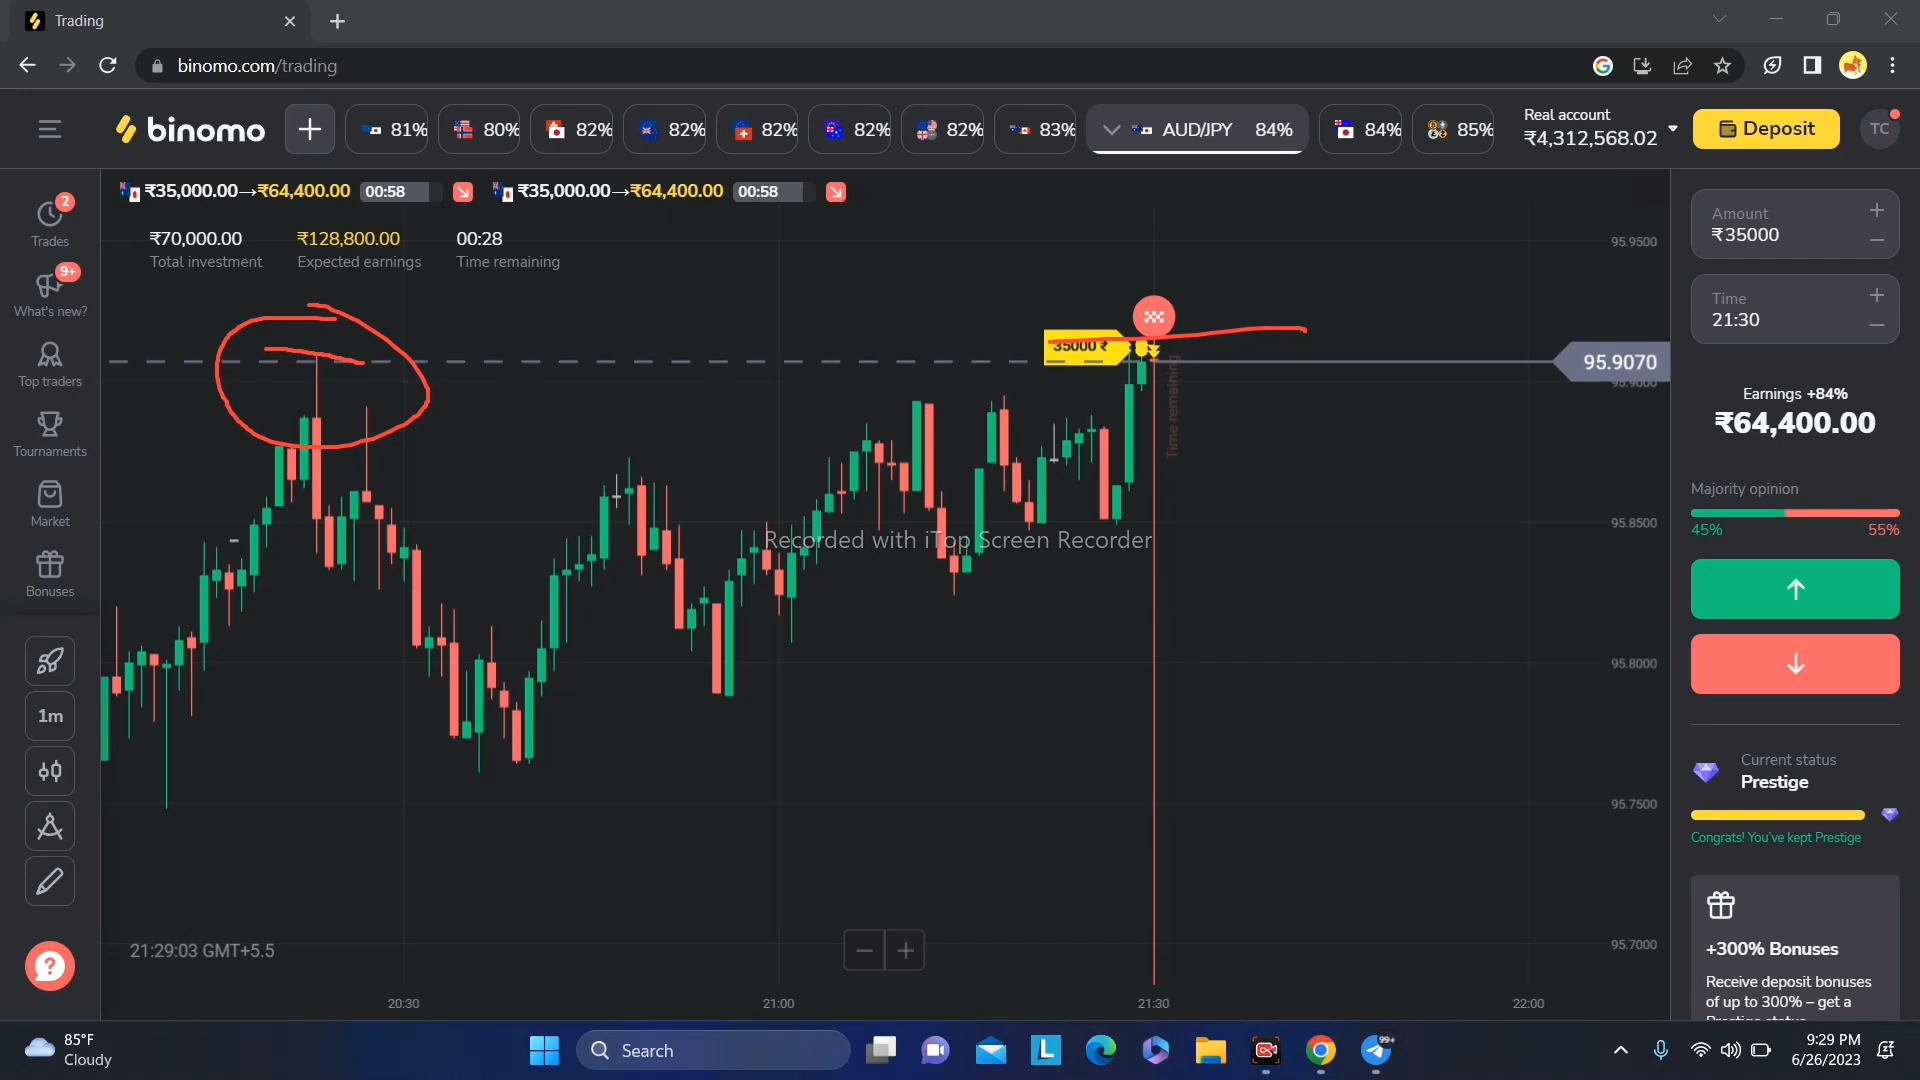 Trading
binomo.com/trading
binomo
81%
80%
82%
82%
82%
82%
82%
83%
AUD/JPY 84%
84%
85%
Real account
₹4,312,568.02
Deposit
TC
₹35,000.00→₹64,400.00 00:58
₹35,000.00→₹64,400.00 00:58
₹70,000.00
Total investment
₹128,800.00
Expected earnings
00:28
Time remaining
2
Trades
9+
What's new?
Top traders
Tournaments
Market
Bonuses
1m
?
35000 ₹
Time remaining
Recorded with iTop Screen Recorder
95.9500
95.9070
95.9000
95.8500
95.8000
95.7500
95.7000
21:29:03 GMT+5.5
20:30
21:00
21:30
22:00
Amount
₹35000
Time
21:30
Earnings +84%
₹64,400.00
Majority opinion
45% 55%
Current status
Prestige
Congrats! You've kept Prestige
+300% Bonuses
Receive deposit bonuses
of up to 300% – get a
85°F
Cloudy
Search
L
99+
9:29 PM
6/26/2023